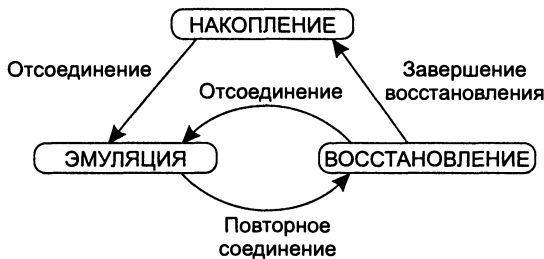 НАКОПЛЕНИЕ
Отсоединение
Завершение
восстановления
Отсоединение
ЭМУЛЯЦИЯ
ВОССТАНОВЛЕНИЕ
Повторное
соединение